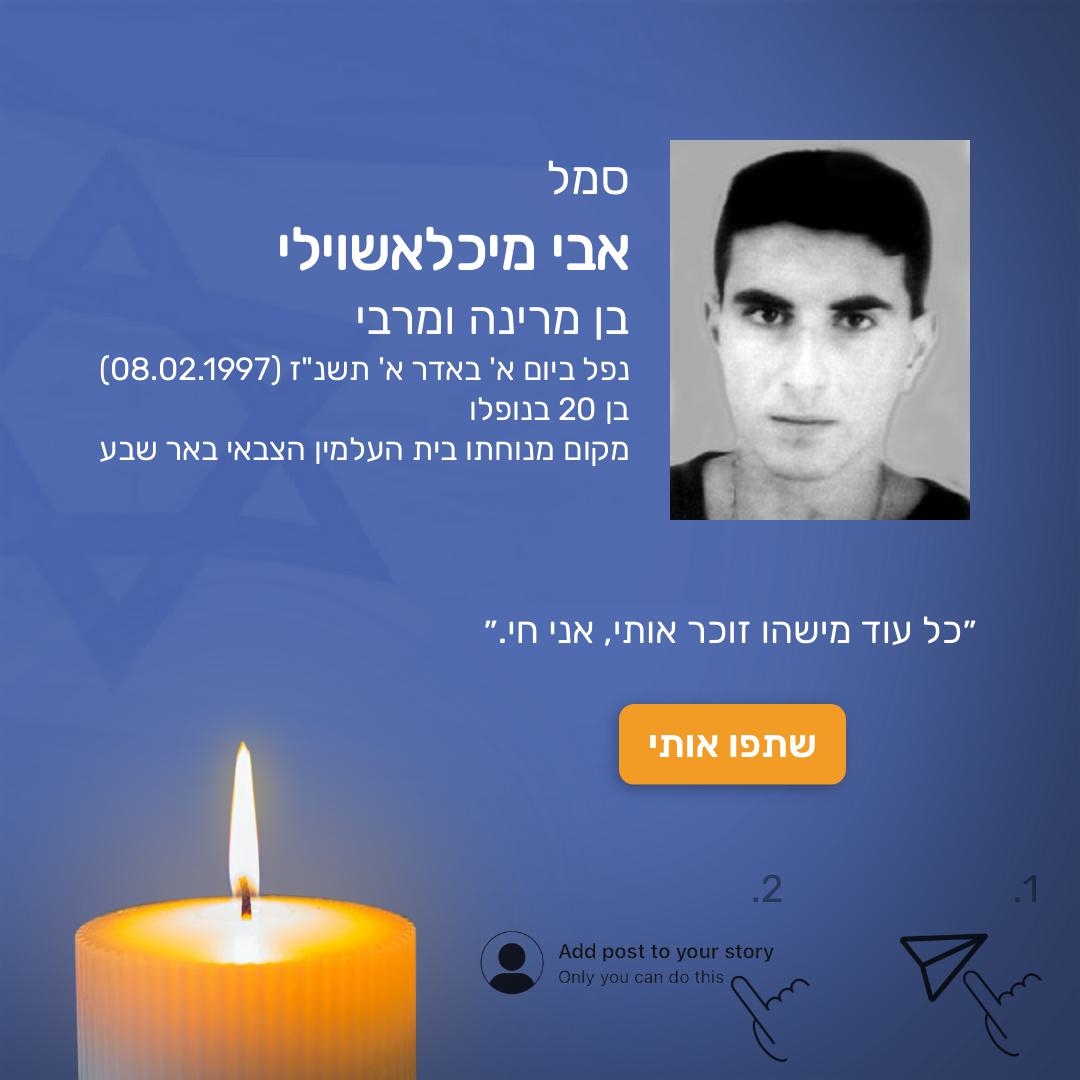 סמל
אבי מיכלאשוילי
בן מרינה ומרבי
נפל ביום א' באדר א' תשנ"ז (08.02.1997)
בן 20 בנופלו
מקום מנוחתו בית העלמין הצבאי באר שבע
״כל עוד מישהו זוכר אותי, אני חי.״
שתפו אותי
.1
.2
Add post to your story
Only you can do this